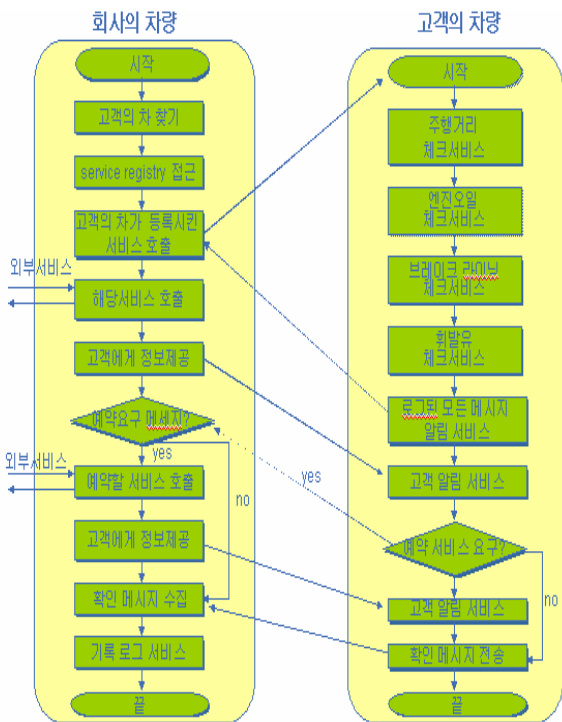 회사의 차량
시작
고객의 차 찾기
service registry 접근
고객의 차가 등록시킨
서비스 호출
외부서비스
해당서비스 호출
고객에게 정보제공
예약요구 메세지?
yes
no
외부서비스
예약할 서비스 호출
고객에게 정보제공
확인 메시지 수집
기록 로그 서비스
끝
yes
고객의 차량
시작
주행거리
체크서비스
엔진오일
체크서비스
브레이크 라이닝
체크서비스
휘발유
체크서비스
로그된 모든 메시지
알림 서비스
고객 알림 서비스
예약 서비스 요구?
no
고객 알림 서비스
확인 메시지 전송
끝